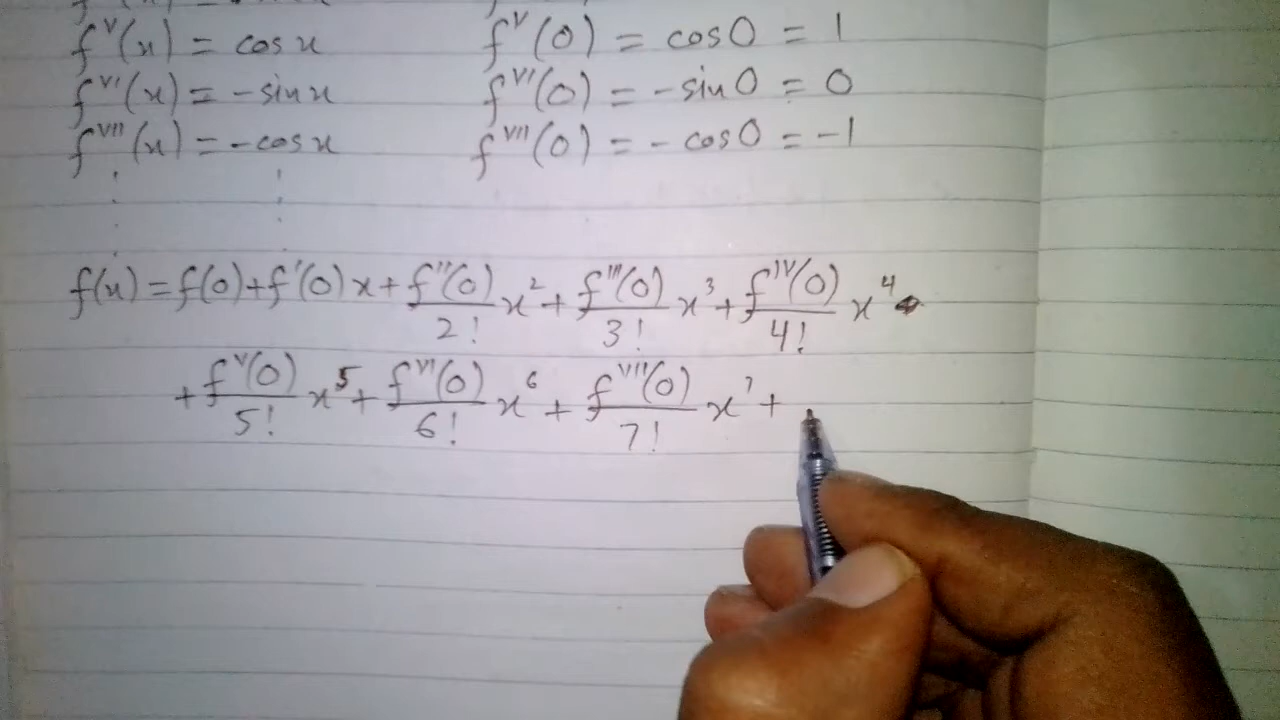 f^v(x) = cos x f^v(0) = cos 0 = 1
f^vi(x) = -sin x f^vi(0) = -sin 0 = 0
f^vii(x) = -cos x f^vii(0) = -cos 0 = -1
f(x) = f(0) + f'(0) x + f''(0)/2! x^2 + f'''(0)/3! x^3 + f^iv(0)/4! x^4
+ f^v(0)/5! x^5 + f^vi(0)/6! x^6 + f^vii(0)/7! x^7 +